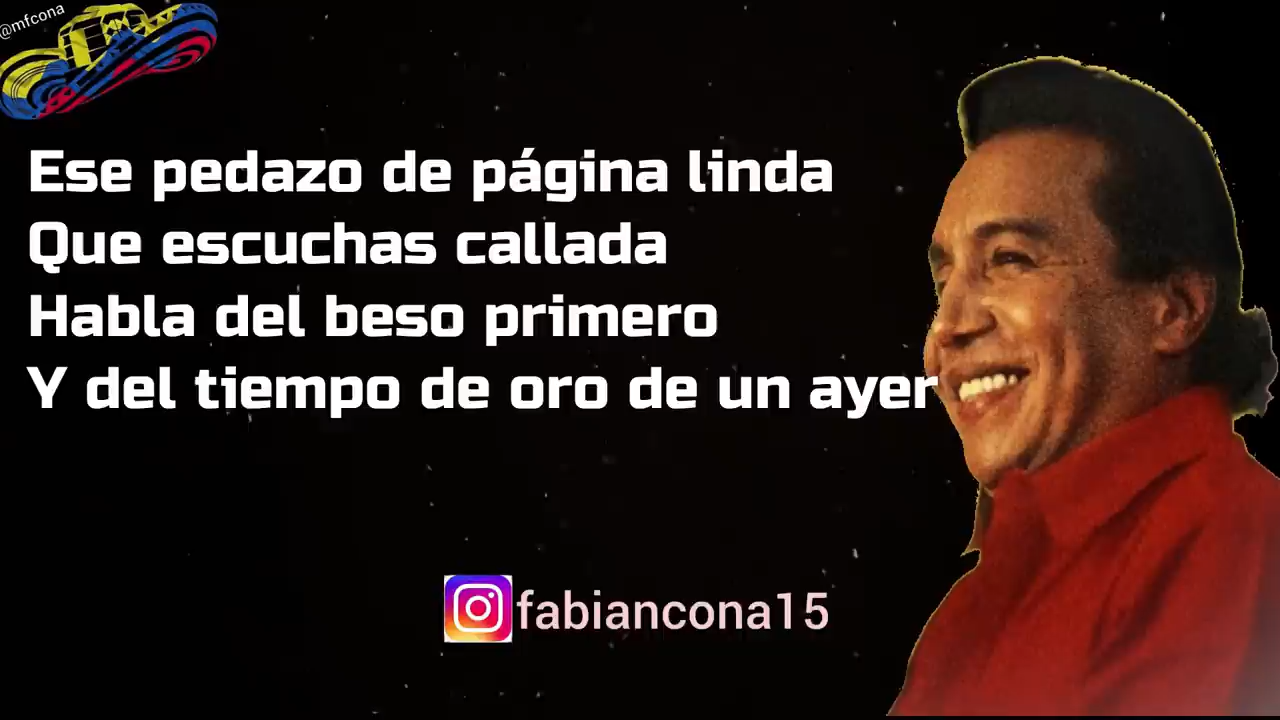 @mfcona
Ese pedazo de página linda
Que escuchas callada
Habla del beso primero
Y del tiempo de oro de un ayer
fabiancona15